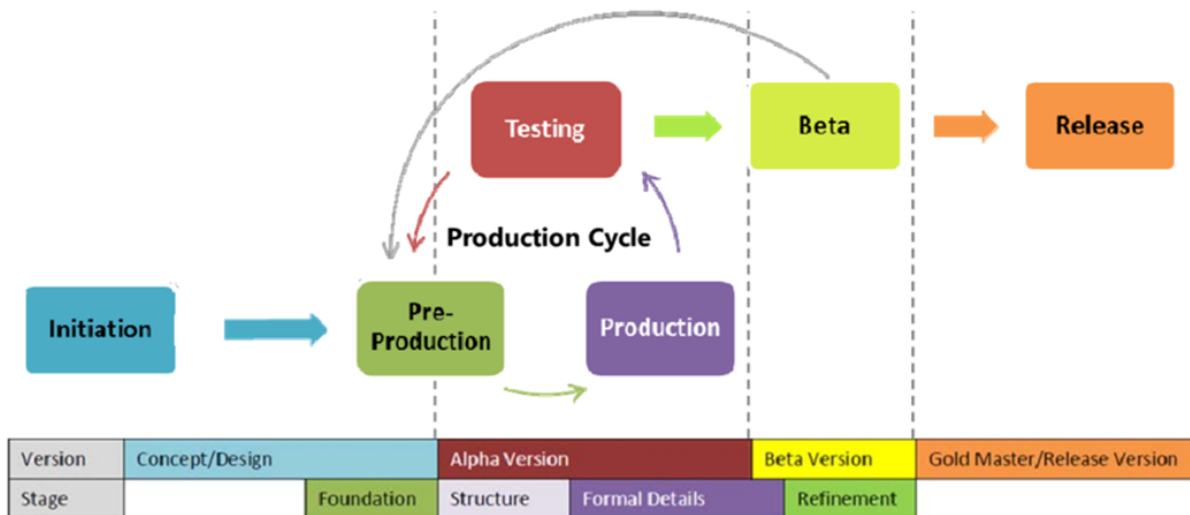 Testing
Beta
Release
Production Cycle
Initiation
Pre-
Production
Production
Version
Concept/Design
Alpha Version
Beta Version
Gold Master/Release Version
Stage
Foundation
Structure
Formal Details
Refinement